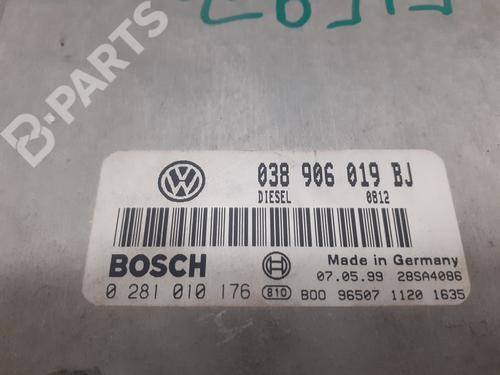 B-PARTS
038 906 019 BJ
DIESEL 0812
BOSCH
Made in Germany
07.05.99 28SA4086
0 281 010 176 810 B00 96507 1120 1635